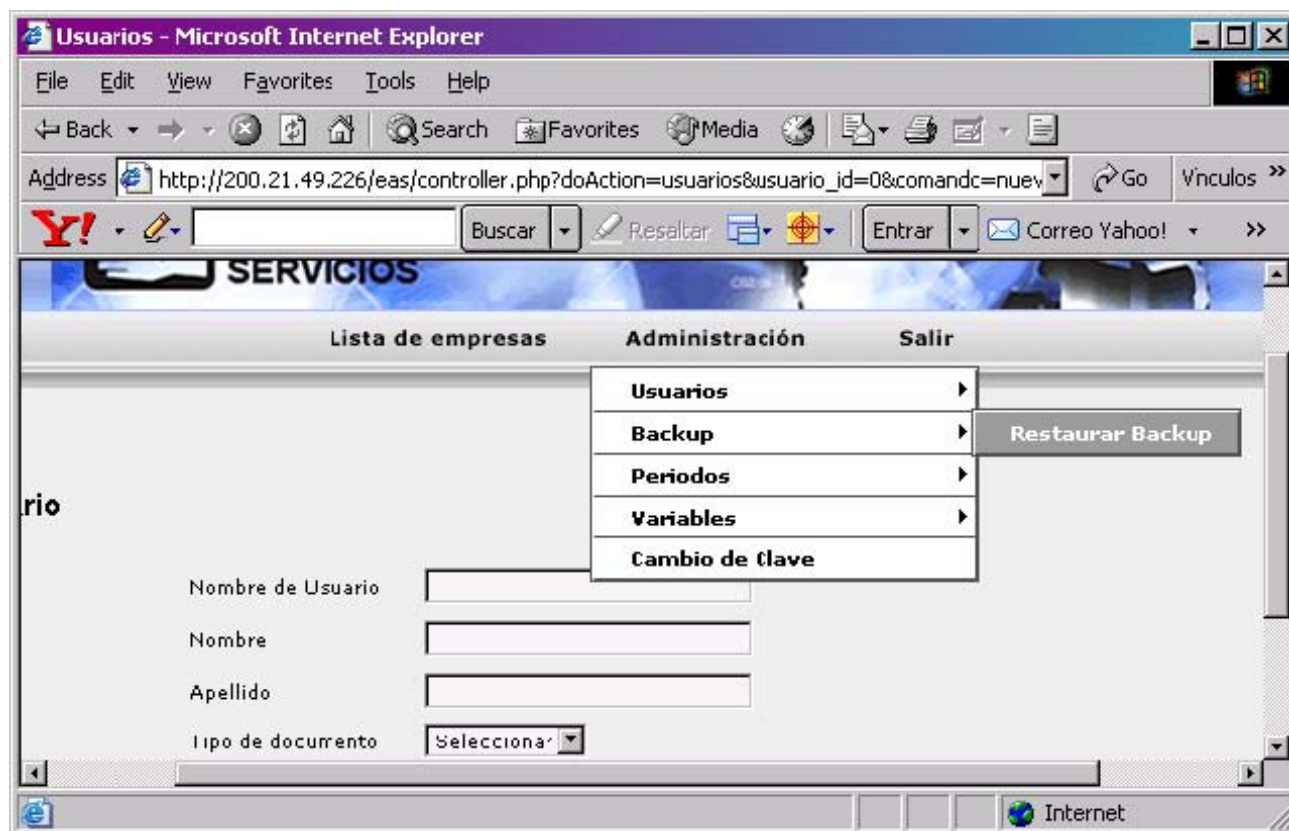 Usuarios - Microsoft Internet Explorer
File Edit View Favorites Tools Help
Back Search Favorites Media
Address http://200.21.49.226/eas/controller.php?doAction=usuarios&usuario_id=0&comando=nuev Go Vínculos »
Y! Buscar Resaltar Entrar Correo Yahoo! »
SERVICIOS
Lista de empresas Administración Salir
Usuarios
Backup Restaurar Backup
Periodos
rio
Variables
Cambio de Clave
Nombre de Usuario
Nombre
Apellido
Tipo de documento Seleccionar
Internet